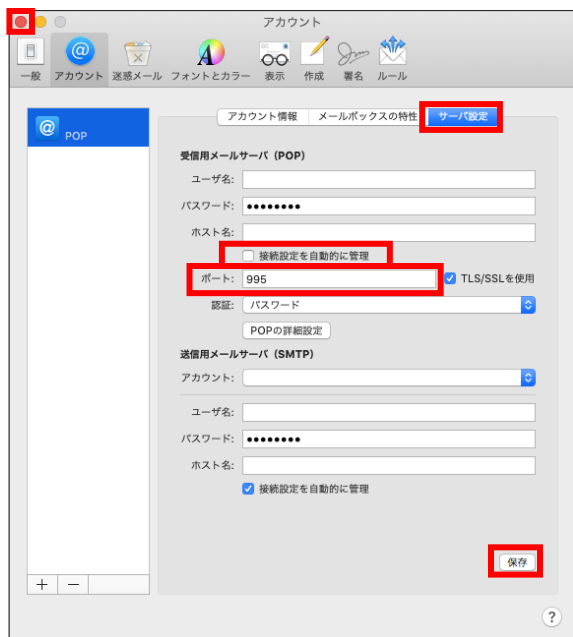 アカウント
一般 アカウント 迷惑メール フォントとカラー 表示 作成 署名 ルール
@ POP
アカウント情報 メールボックスの特性 サーバ設定
受信用メールサーバ（POP）
ユーザ名:
パスワード: ••••••••
ホスト名:
接続設定を自動的に管理
ポート: 995 TLS/SSLを使用
認証: パスワード
POPの詳細設定
送信用メールサーバ（SMTP）
アカウント:
ユーザ名:
パスワード: ••••••••
ホスト名:
接続設定を自動的に管理
保存
+ −
?